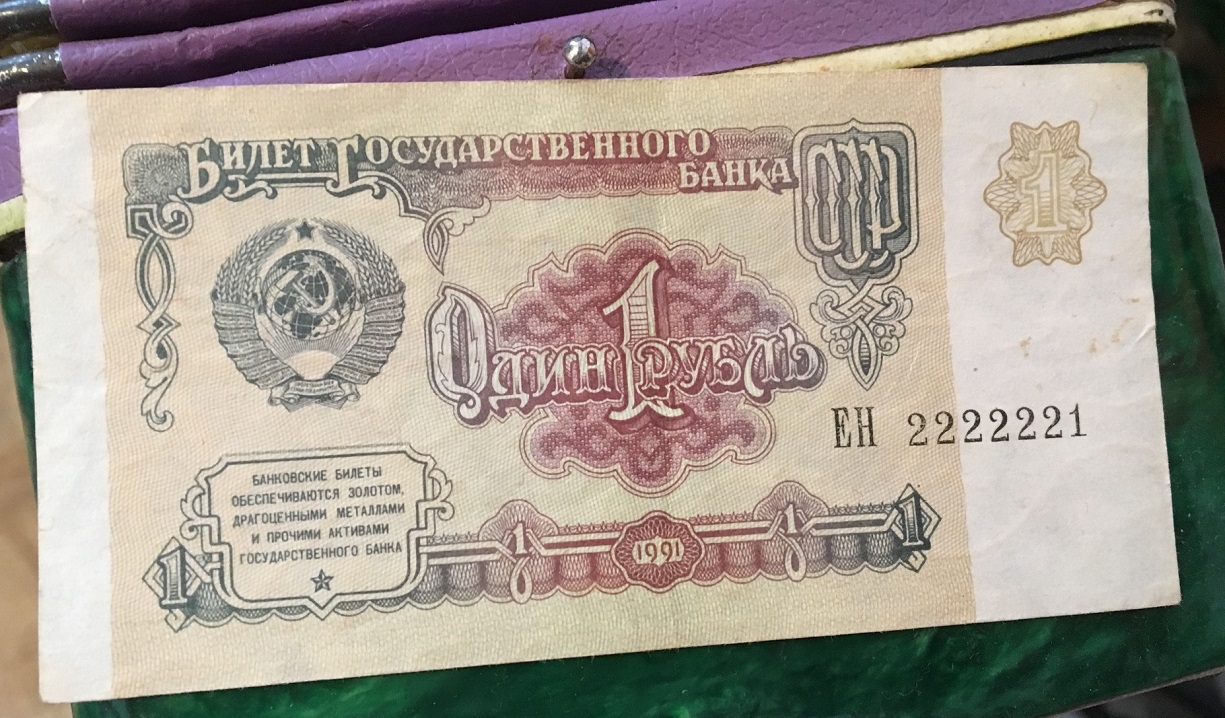 БИЛЕТ ГОСУДАРСТВЕННОГО
БАНКА СССР
1
ОДИН 1 РУБЛЬ
ЕН 2222221
БАНКОВСКИЕ БИЛЕТЫ
ОБЕСПЕЧИВАЮТСЯ ЗОЛОТОМ,
ДРАГОЦЕННЫМИ МЕТАЛЛАМИ
И ПРОЧИМИ АКТИВАМИ
ГОСУДАРСТВЕННОГО БАНКА
1 1 1991 1 1